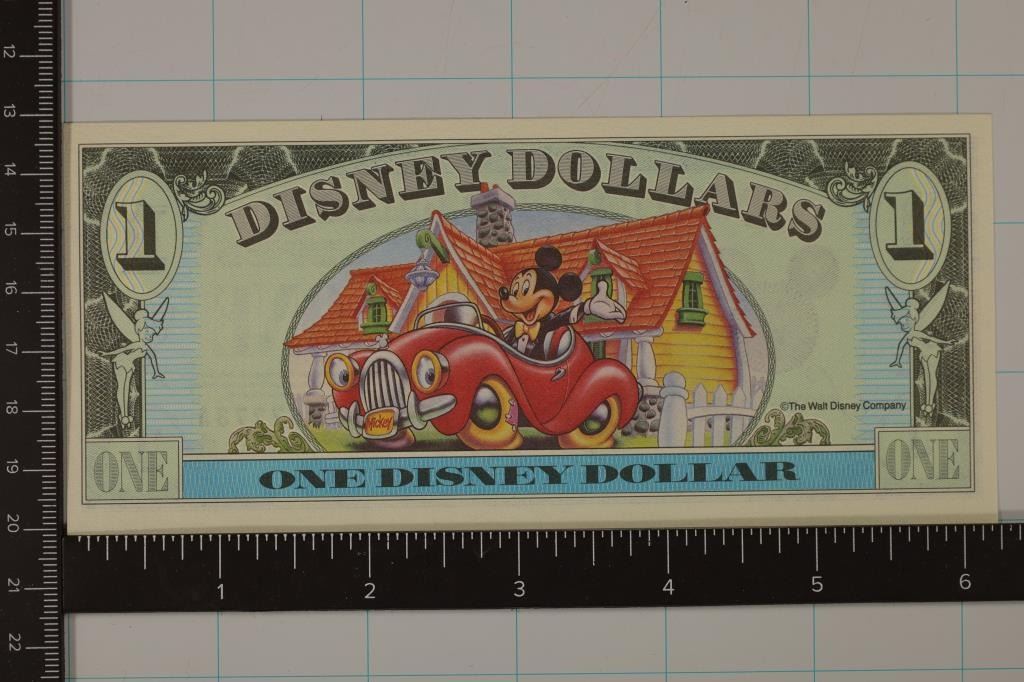 DISNEY DOLLARS
1
1
Mickey
©The Walt Disney Company
ONE
ONE
ONE DISNEY DOLLAR
12
13
14
15
16
17
18
19
20
21
22
1 2 3 4 5 6